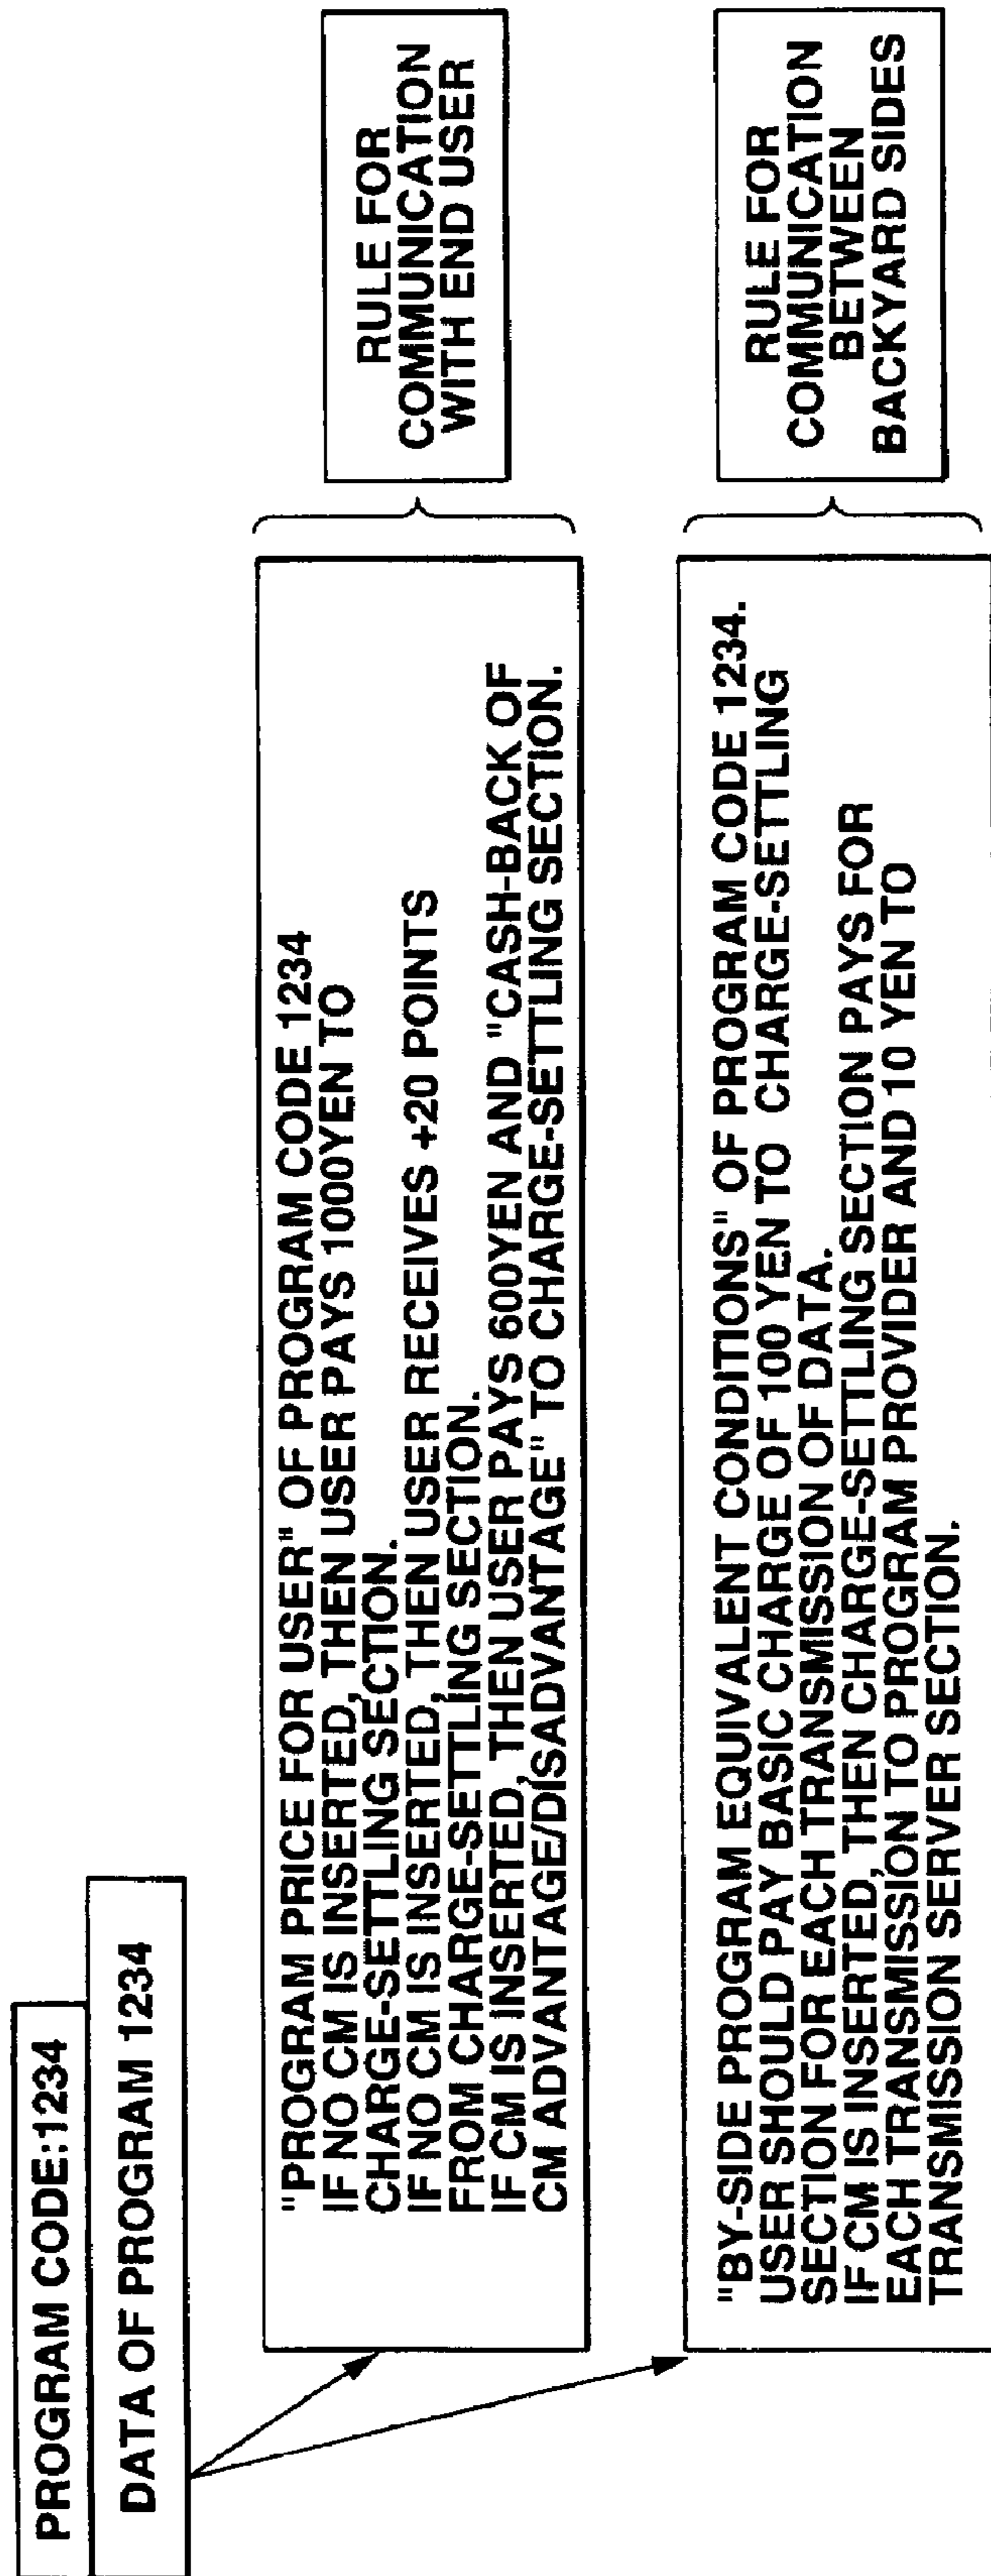 PROGRAM CODE:1234
DATA OF PROGRAM 1234
"PROGRAM PRICE FOR USER" OF PROGRAM CODE 1234
IF NO CM IS INSERTED, THEN USER PAYS 1000YEN TO
CHARGE-SETTLING SECTION.
IF NO CM IS INSERTED, THEN USER RECEIVES +20 POINTS
FROM CHARGE-SETTLING SECTION.
IF CM IS INSERTED, THEN USER PAYS 600YEN AND "CASH-BACK OF
CM ADVANTAGE/DISADVANTAGE" TO CHARGE-SETTLING SECTION.
RULE FOR
COMMUNICATION
WITH END USER
"BY-SIDE PROGRAM EQUIVALENT CONDITIONS" OF PROGRAM CODE 1234.
USER SHOULD PAY BASIC CHARGE OF 100 YEN TO CHARGE-SETTLING
SECTION FOR EACH TRANSMISSION OF DATA.
IF CM IS INSERTED, THEN CHARGE-SETTLING SECTION PAYS FOR
EACH TRANSMISSION TO PROGRAM PROVIDER AND 10 YEN TO
TRANSMISSION SERVER SECTION.
RULE FOR
COMMUNICATION
BETWEEN
BACKYARD SIDES